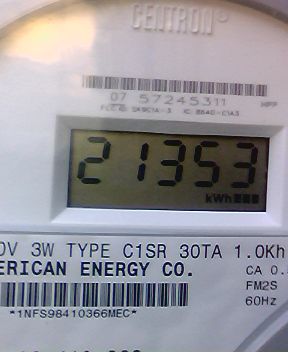 CENTRON
07 57245311
21353
kWh
0V 3W TYPE C1SR 30TA 1.0Kh
ERICAN ENERGY CO.
CA 0.
FM2S
60Hz
*1NFS98410366MEC*